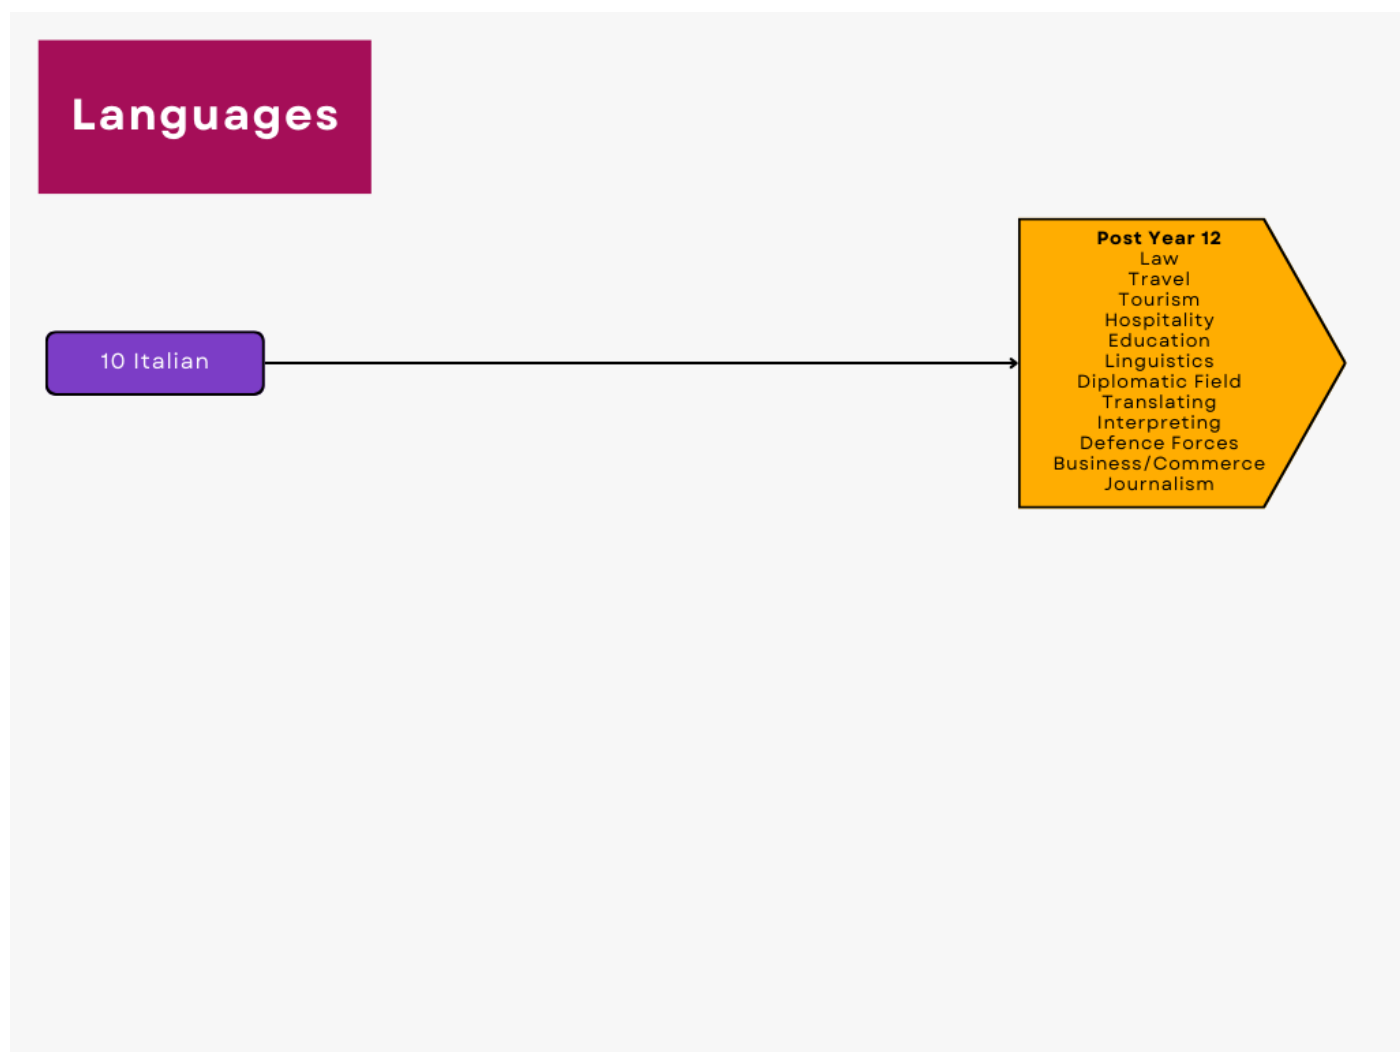 Languages
10 Italian
Post Year 12
Law
Travel
Tourism
Hospitality
Education
Linguistics
Diplomatic Field
Translating
Interpreting
Defence Forces
Business/Commerce
Journalism